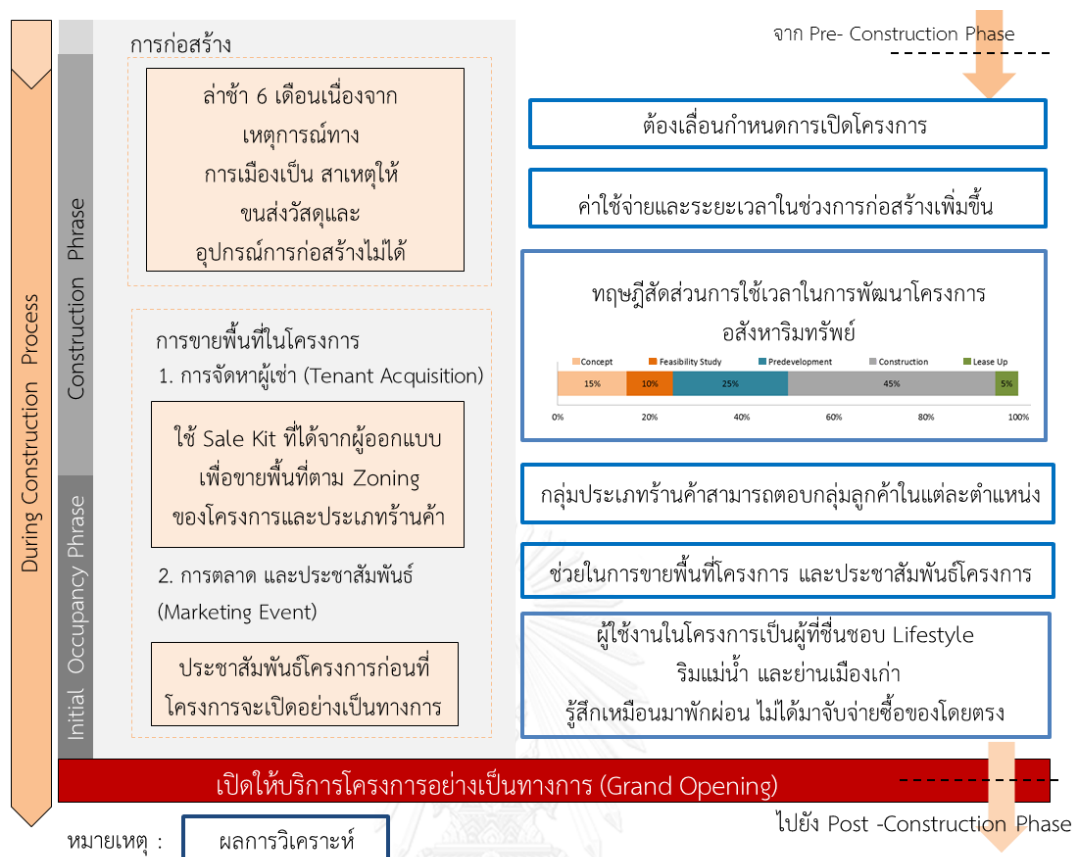 จาก Pre- Construction Phase
During Construction Process
Construction Phrase
Initial Occupancy Phrase
การก่อสร้าง
ล่าช้า 6 เดือนเนื่องจาก
เหตุการณ์ทาง
การเมืองเป็น สาเหตุให้
ขนส่งวัสดุและ
อุปกรณ์การก่อสร้างไม่ได้
ต้องเลื่อนกำหนดการเปิดโครงการ
ค่าใช้จ่ายและระยะเวลาในช่วงการก่อสร้างเพิ่มขึ้น
ทฤษฎีสัดส่วนการใช้เวลาในการพัฒนาโครงการ
อสังหาริมทรัพย์
Concept Feasibility Study Predevelopment Construction Lease Up
15% 10% 25% 45% 5%
0% 20% 40% 60% 80% 100%
การขายพื้นที่ในโครงการ
1. การจัดหาผู้เช่า (Tenant Acquisition)
ใช้ Sale Kit ที่ได้จากผู้ออกแบบ
เพื่อขายพื้นที่ตาม Zoning
ของโครงการและประเภทร้านค้า
กลุ่มประเภทร้านค้าสามารถตอบกลุ่มลูกค้าในแต่ละตำแหน่ง
2. การตลาด และประชาสัมพันธ์
(Marketing Event)
ประชาสัมพันธ์โครงการก่อนที่
โครงการจะเปิดอย่างเป็นทางการ
ช่วยในการขายพื้นที่โครงการ และประชาสัมพันธ์โครงการ
ผู้ใช้งานในโครงการเป็นผู้ที่ชื่นชอบ Lifestyle
ริมแม่น้ำ และย่านเมืองเก่า
รู้สึกเหมือนมาพักผ่อน ไม่ได้มาจับจ่ายซื้อของโดยตรง
เปิดให้บริการโครงการอย่างเป็นทางการ (Grand Opening)
ไปยัง Post -Construction Phase
หมายเหตุ :
ผลการวิเคราะห์